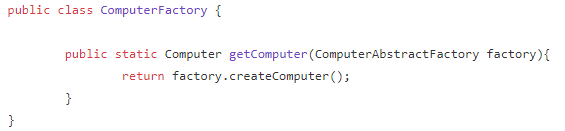 public class ComputerFactory {
public static Computer getComputer(ComputerAbstractFactory factory){
return factory.createComputer();
}
}